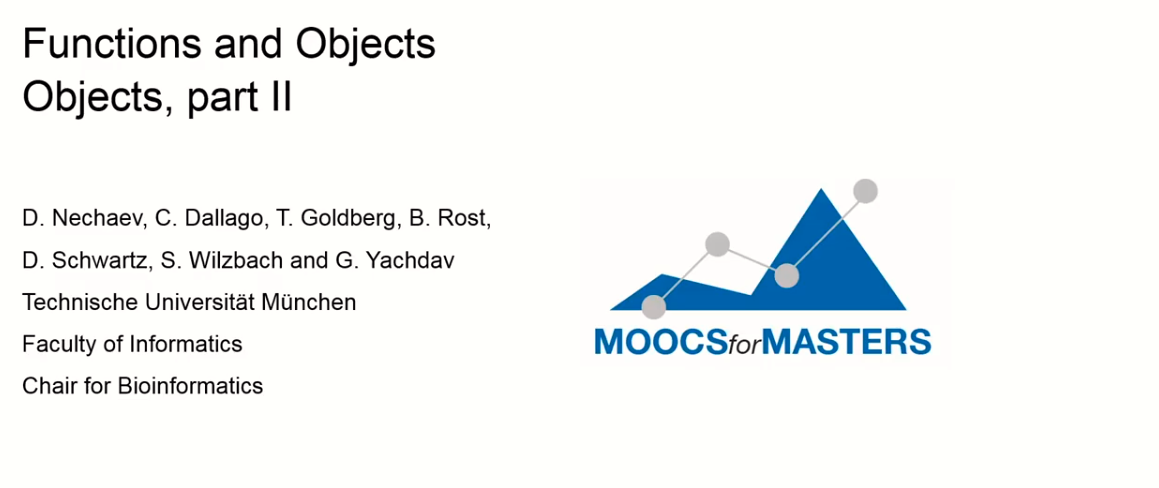 Functions and Objects
Objects, part II
D. Nechaev, C. Dallago, T. Goldberg, B. Rost,
D. Schwartz, S. Wilzbach and G. Yachdav
Technische Universität München
Faculty of Informatics
Chair for Bioinformatics
MOOCSforMASTERS